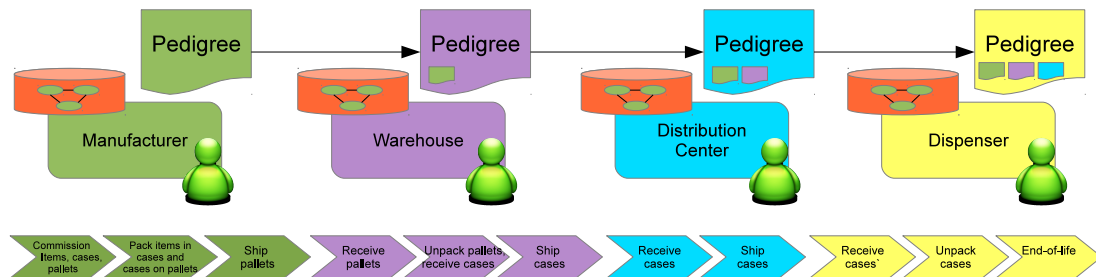 Pedigree
Pedigree
Pedigree
Pedigree
Manufacturer
Warehouse
Distribution
Center
Dispenser
Commission
Items, cases,
pallets
Pack items in
cases and
cases on pallets
Ship
pallets
Receive
pallets
Unpack pallets,
receive cases
Ship
cases
Receive
cases
Ship
cases
Receive
cases`
Unpack
cases
End-of-life